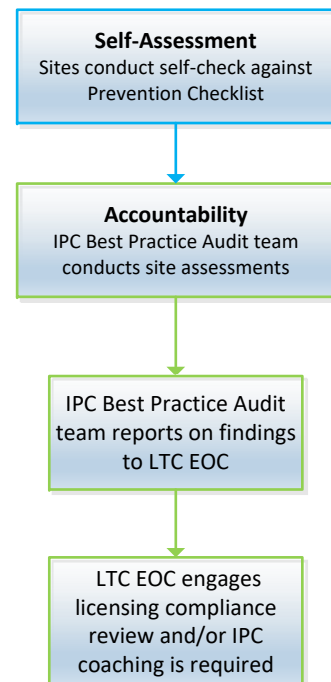 Self-Assessment
Sites conduct self-check against
Prevention Checklist
Accountability
IPC Best Practice Audit team
conducts site assessments
IPC Best Practice Audit
team reports on findings
to LTC EOC
LTC EOC engages
licensing compliance
review and/or IPC
coaching is required